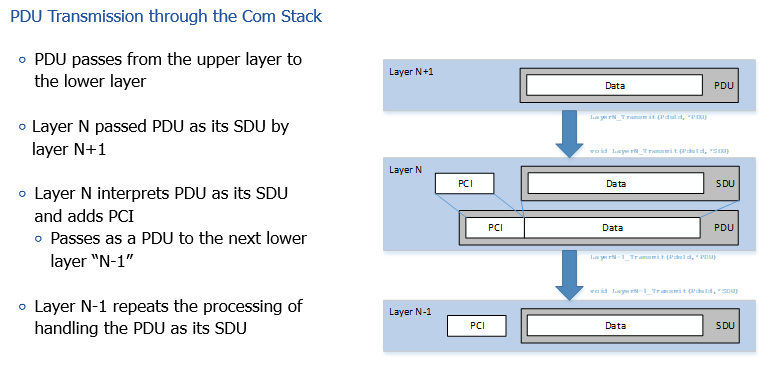 PDU Transmission through the Com Stack
PDU passes from the upper layer to
the lower layer
Layer N passed PDU as its SDU by
layer N+1
Layer N interprets PDU as its SDU
and adds PCI
Passes as a PDU to the next lower
layer “N-1”
Layer N-1 repeats the processing of
handling the PDU as its SDU
Layer N+1
Data
PDU
LayerN_Transmit(PduId,*PDU)
void LayerN_Transmit(PduId,*SDU)
Layer N
PCI
Data
SDU
PCI
Data
PDU
LayerN-1_Transmit(PduId,*PDU)
void LayerN-1_Transmit(PduId,*SDU)
Layer N-1
PCI
Data
SDU